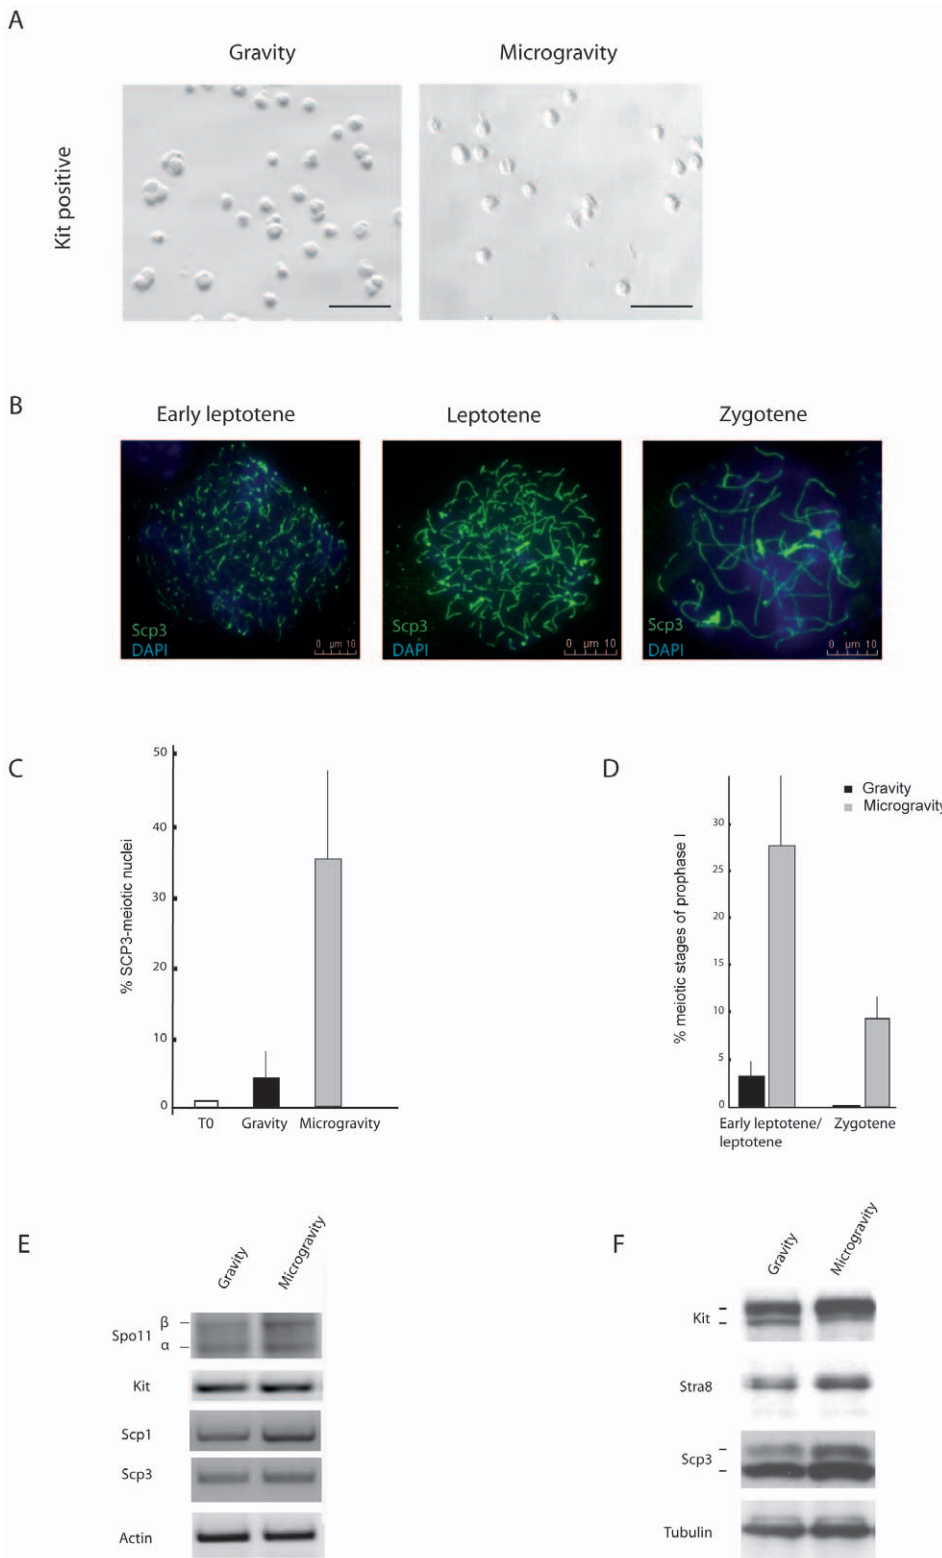 A
Gravity
Microgravity
Kit positive
B
Early leptotene
Leptotene
Zygotene
Scp3
DAPI
0 µm 10
Scp3
DAPI
0 µm 10
Scp3
DAPI
0 µm 10
C
% SCP3-meiotic nuclei
50
40
30
20
10
0
T0
Gravity
Microgravity
D
Gravity
Microgravity
% meiotic stages of prophase I
30
25
20
15
10
5
0
Early leptotene/
leptotene
Zygotene
E
Gravity
Microgravity
Spo11
β
α
Kit
Scp1
Scp3
Actin
F
Gravity
Microgravity
Kit
Stra8
Scp3
Tubulin